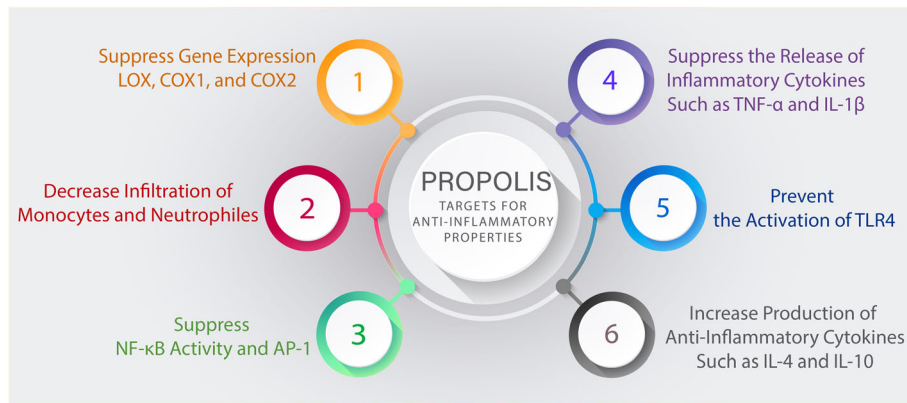 Suppress Gene Expression
LOX, COX1, and COX2
1
Decrease Infiltration of
Monocytes and Neutrophiles
2
Suppress
NF-κB Activity and AP-1
3
PROPOLIS
TARGETS FOR
ANTI-INFLAMMATORY
PROPERTIES
4
Suppress the Release of
Inflammatory Cytokines
Such as TNF-α and IL-1β
5
Prevent
the Activation of TLR4
6
Increase Production of
Anti-Inflammatory Cytokines
Such as IL-4 and IL-10